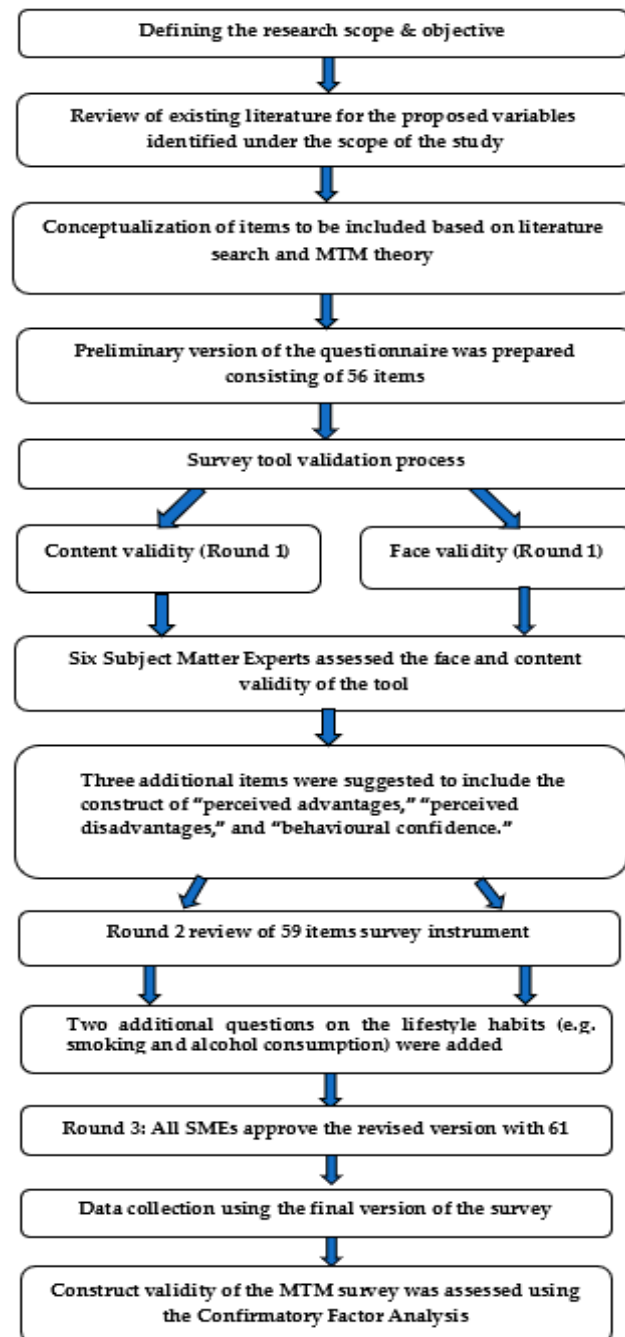 Defining the research scope & objective
Review of existing literature for the proposed variables
identified under the scope of the study
Conceptualization of items to be included based on literature
search and MTM theory
Preliminary version of the questionnaire was prepared
consisting of 56 items
Survey tool validation process
Content validity (Round 1)
Face validity (Round 1)
Six Subject Matter Experts assessed the face and content
validity of the tool
Three additional items were suggested to include the
construct of “perceived advantages,” “perceived
disadvantages,” and “behavioural confidence.”
Round 2 review of 59 items survey instrument
Two additional questions on the lifestyle habits (e.g.
smoking and alcohol consumption) were added
Round 3: All SMEs approve the revised version with 61
Data collection using the final version of the survey
Construct validity of the MTM survey was assessed using
the Confirmatory Factor Analysis